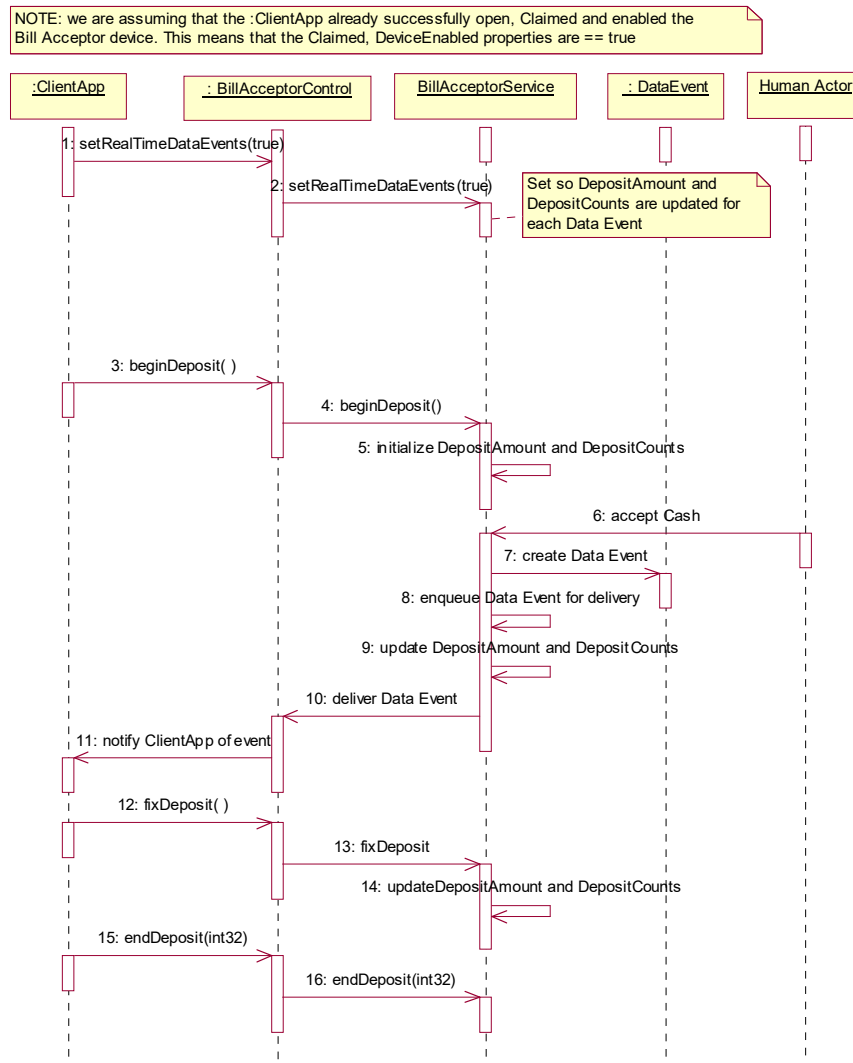 NOTE: we are assuming that the :ClientApp already successfully open, Claimed and enabled the
Bill Acceptor device. This means that the Claimed, DeviceEnabled properties are == true
:ClientApp
: BillAcceptorControl
BillAcceptorService
: DataEvent
Human Actor
1: setRealTimeDataEvents(true)
2: setRealTimeDataEvents(true)
Set so DepositAmount and
DepositCounts are updated for
each Data Event
3: beginDeposit( )
4: beginDeposit()
5: initialize DepositAmount and DepositCounts
6: accept Cash
7: create Data Event
8: enqueue Data Event for delivery
9: update DepositAmount and DepositCounts
10: deliver Data Event
11: notify ClientApp of event
12: fixDeposit( )
13: fixDeposit
14: updateDepositAmount and DepositCounts
15: endDeposit(int32)
16: endDeposit(int32)